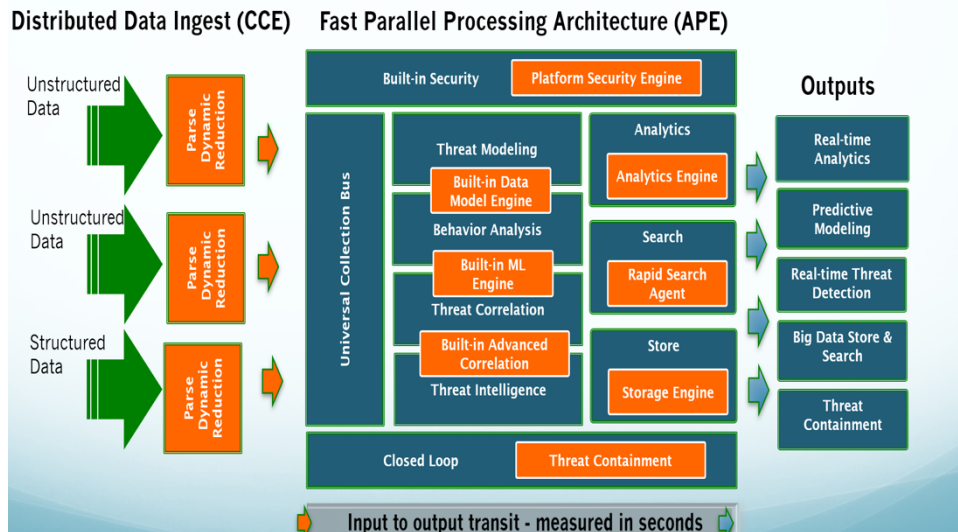 Distributed Data Ingest (CCE)
Fast Parallel Processing Architecture (APE)
Unstructured
Data
Parse
Dynamic
Reduction
Unstructured
Data
Parse
Dynamic
Reduction
Structured
Data
Parse
Dynamic
Reduction
Built-in Security
Platform Security Engine
Universal Collection Bus
Threat Modeling
Built-in Data
Model Engine
Behavior Analysis
Built-in ML
Engine
Threat Correlation
Built-in Advanced
Correlation
Threat Intelligence
Analytics
Analytics Engine
Search
Rapid Search
Agent
Store
Storage Engine
Closed Loop
Threat Containment
Input to output transit - measured in seconds
Outputs
Real-time
Analytics
Predictive
Modeling
Real-time Threat
Detection
Big Data Store &
Search
Threat
Containment